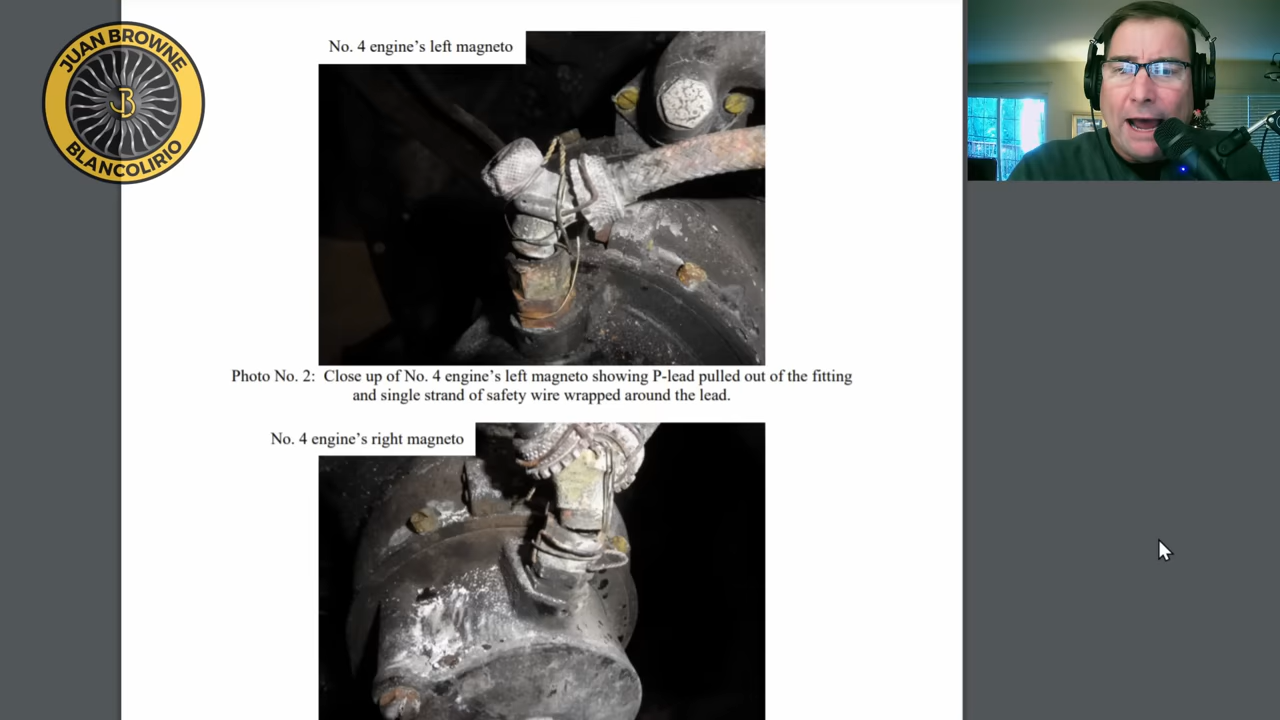 JUAN BROWNE
JB
BLANCOLIRIO
No. 4 engine's left magneto
Photo No. 2: Close up of No. 4 engine's left magneto showing P-lead pulled out of the fitting
and single strand of safety wire wrapped around the lead.
No. 4 engine's right magneto